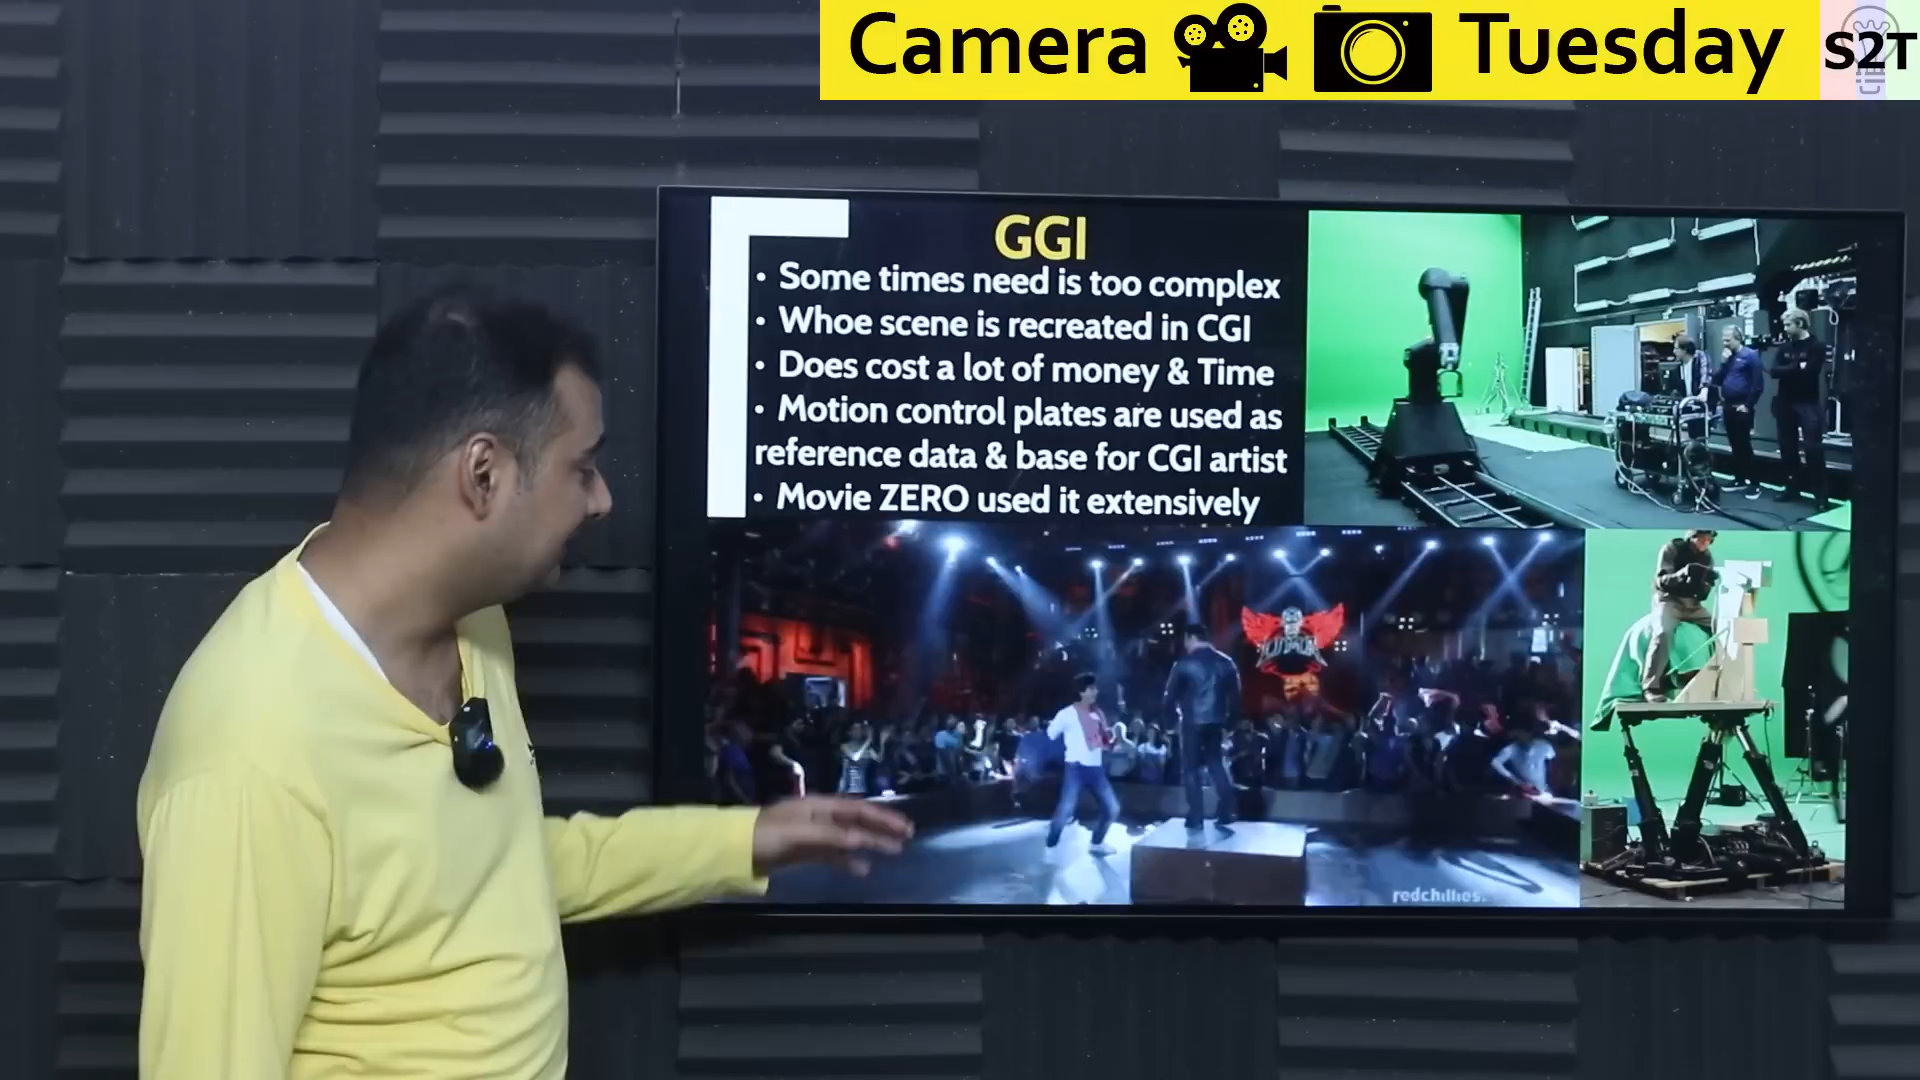 Camera Tuesday S2T
GGI
• Some times need is too complex
• Whoe scene is recreated in CGI
• Does cost a lot of money & Time
• Motion control plates are used as
reference data & base for CGI artist
• Movie ZERO used it extensively
redchillies.